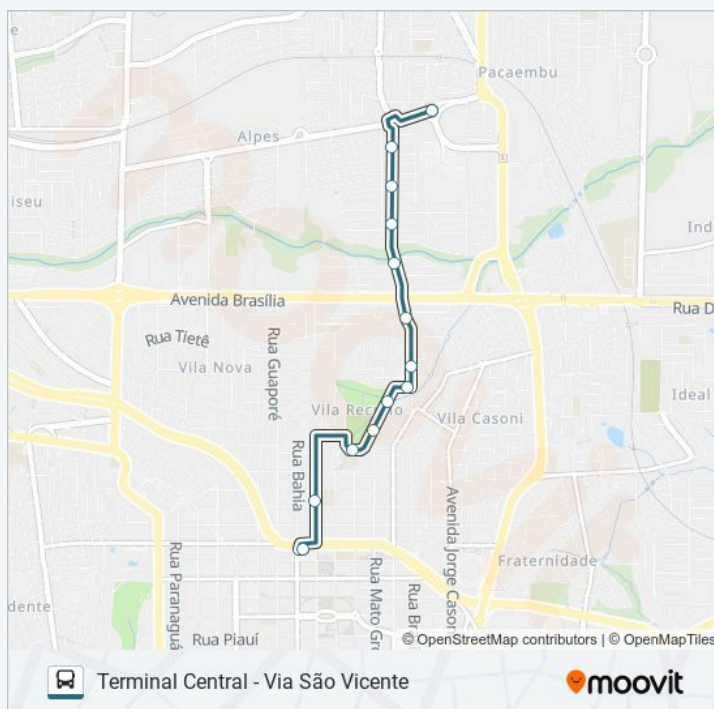 Pacaembu
Alpes
iseu
Ind
Avenida Brasília
Rua D
Rua Tietê
Vila Nova
Rua Guaporé
Ideal
Vila Recreio
Vila Casoni
Rua Bahia
Avenida Jorge Casoni
Fraternidade
Rua Paranaguá
Rua Mato Gro
Rua Br
dente
Rua Piauí
© OpenStreetMap contributors | © OpenMapTiles
Terminal Central - Via São Vicente
moovit